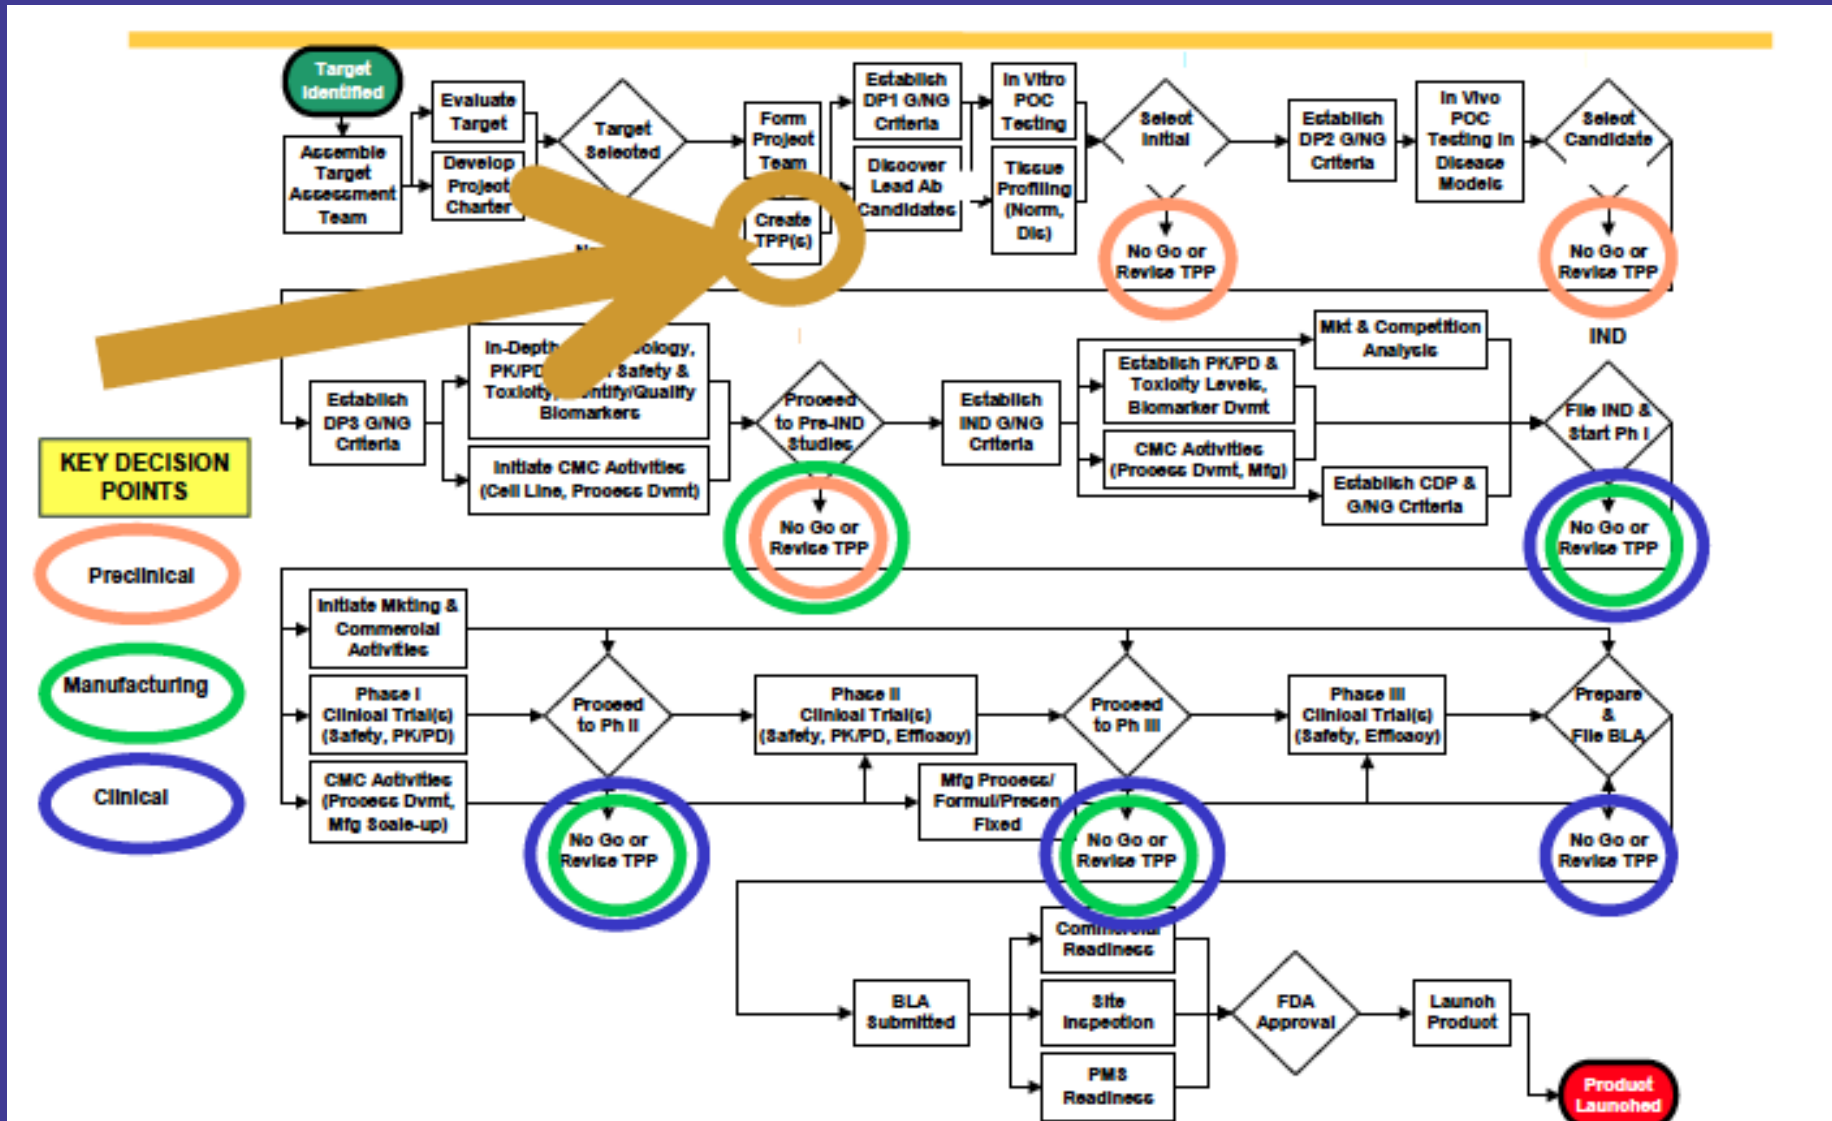 Target
Identified
Assemble
Target
Assessment
Team
Evaluate
Target
Develop
Project
Charter
Target
Selected
Form
Project
Team
Create
TPP(s)
Establish
DP1 G/NG
Criteria
Discover
Lead Ab
Candidates
In Vitro
POC
Testing
Tissue
Profiling
(Norm,
Dis)
Select
Initial
No Go or
Revise TPP
Establish
DP2 G/NG
Criteria
In Vivo
POC
Testing in
Disease
Models
Select
Candidate
No Go or
Revise TPP
Establish
DP3 G/NG
Criteria
In-Depth
PK/PD Safety &
Toxicity,
Biomarkers
Initiate CMC Activities
(Cell Line, Process Dvmt)
Proceed
to Pre-IND
Studies
No Go or
Revise TPP
Establish
IND G/NG
Criteria
Mkt & Competition
Analysis
Establish PK/PD &
Toxicity Levels,
Biomarker Dvmt
CMC Activities
(Process Dvmt, Mfg)
Establish CDP &
G/NG Criteria
IND
File IND &
Start Ph I
No Go or
Revise TPP
KEY DECISION
POINTS
Preclinical
Manufacturing
Clinical
Initiate Mkting &
Commercial
Activities
Phase I
Clinical Trial(s)
(Safety, PK/PD)
CMC Activities
(Process Dvmt,
Mfg Scale-up)
Proceed
to Ph II
No Go or
Revise TPP
Phase II
Clinical Trial(s)
(Safety, PK/PD, Efficacy)
Mfg Process/
Formul/Presen
Fixed
Proceed
to Ph III
No Go or
Revise TPP
Phase III
Clinical Trial(s)
(Safety, Efficacy)
Prepare
&
File BLA
No Go or
Revise TPP
BLA
Submitted
Commercial
Readiness
Site
Inspection
PMS
Readiness
FDA
Approval
Launch
Product
Product
Launched